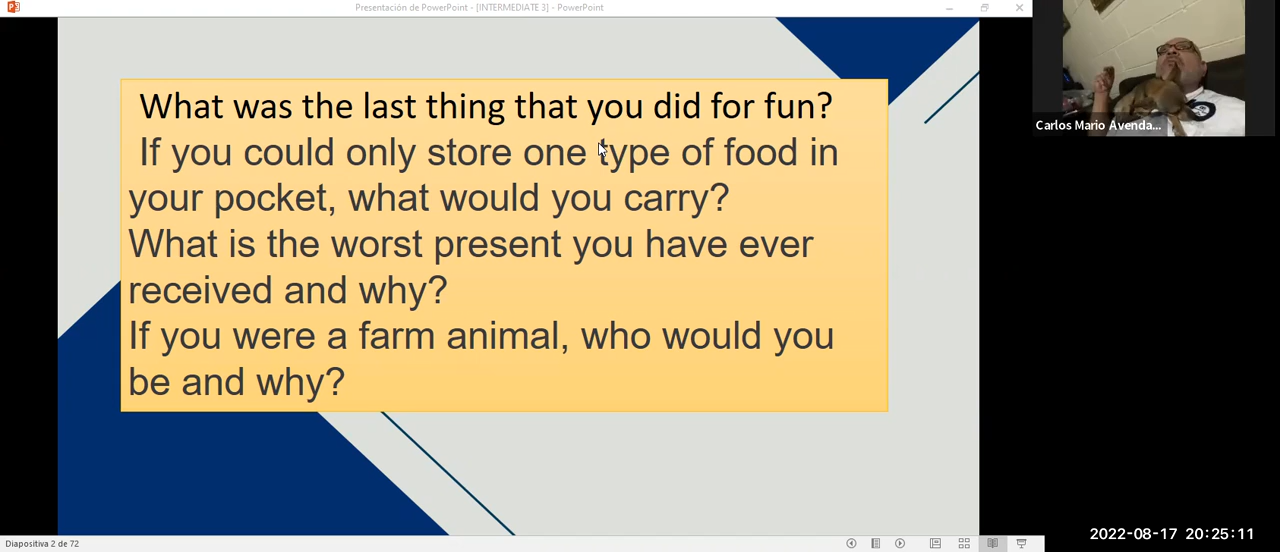 Presentación de PowerPoint - [INTERMEDIATE 3] - PowerPoint
What was the last thing that you did for fun?
If you could only store one type of food in
your pocket, what would you carry?
What is the worst present you have ever
received and why?
If you were a farm animal, who would you
be and why?
Carlos Mario Avenda...
Diapositiva 2 de 72
2022-08-17 20:25:11